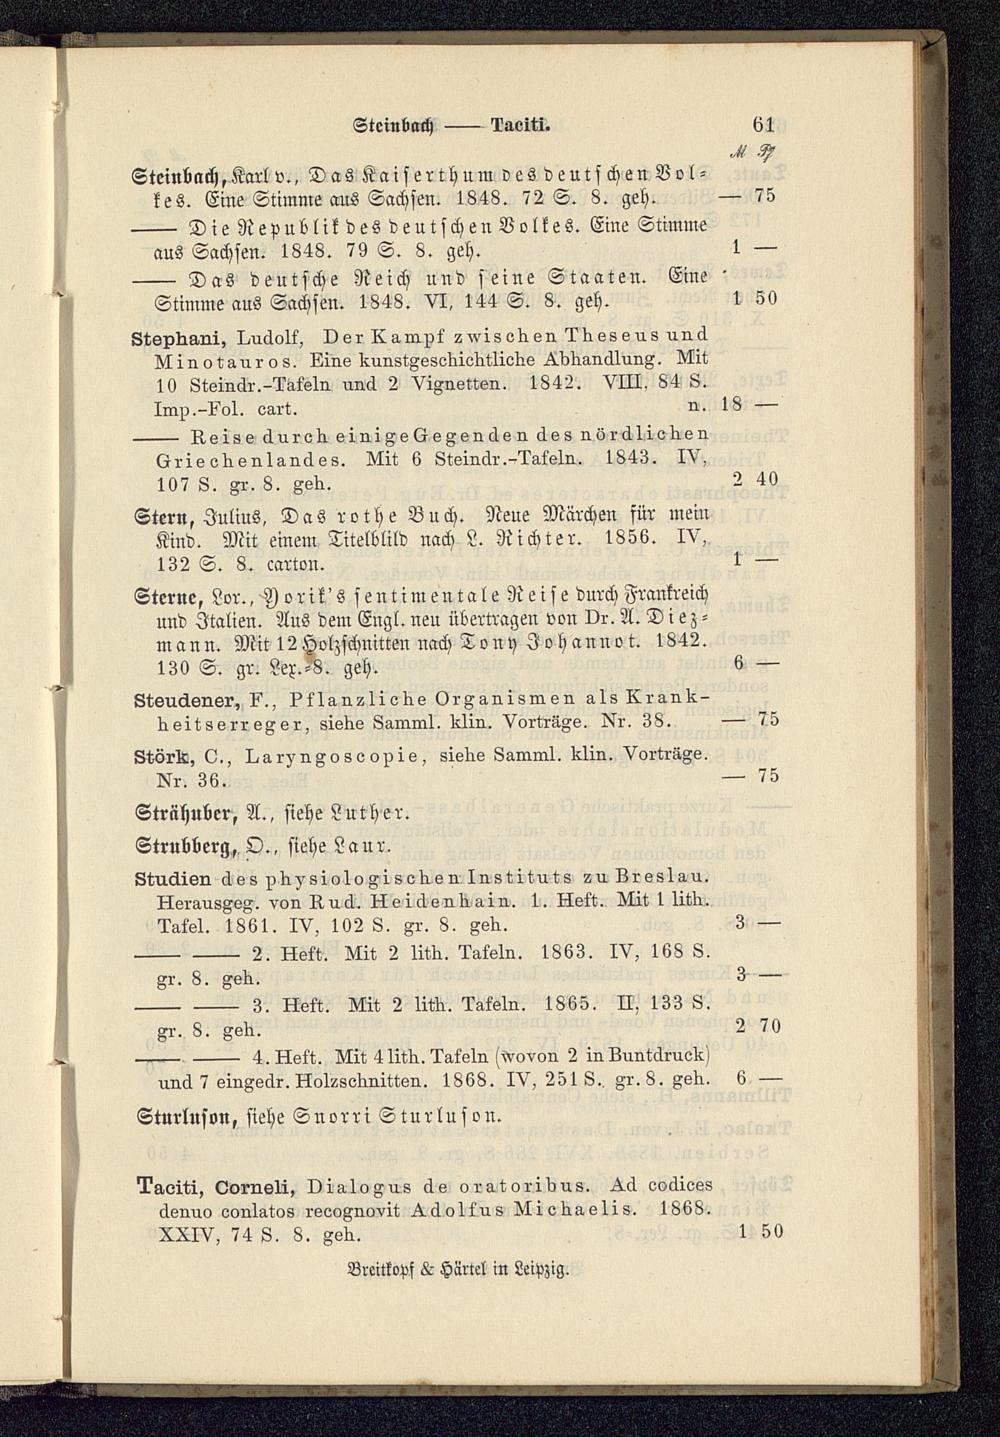 Steinbach —— Taciti. 61
ℳ ₰
Steinbach, Karl v., Das Kaiserthum des deutschen Vol-
kes. Eine Stimme aus Sachsen. 1848. 72 S. 8. geh. — 75
—— Die Republik des deutschen Volkes. Eine Stimme
aus Sachsen. 1848. 79 S. 8. geh. 1 —
—— Das deutsche Reich und seine Staaten. Eine
Stimme aus Sachsen. 1848. VI, 144 S. 8. geh. 1 50
Stephani, Ludolf, Der Kampf zwischen Theseus und
Minotauros. Eine kunstgeschichtliche Abhandlung. Mit
10 Steindr.-Tafeln und 2 Vignetten. 1842. VIII, 84 S.
Imp.-Fol. cart. n. 18 —
—— Reise durch einige Gegenden des nördlichen
Griechenlandes. Mit 6 Steindr.-Tafeln. 1843. IV,
107 S. gr. 8. geh. 2 40
Stern, Julius, Das rothe Buch. Neue Märchen für mein
Kind. Mit einem Titelblild nach L. Richter. 1856. IV,
132 S. 8. carton. 1 —
Sterne, Lor., Yorik's sentimentale Reise durch Frankreich
und Italien. Aus dem Engl. neu übertragen von Dr. A. Diez-
mann. Mit 12 Holzschnitten nach Tony Johannot. 1842.
130 S. gr. Lex.-8. geh. 6 —
Steudener, F., Pflanzliche Organismen als Krank-
heitserreger, siehe Samml. klin. Vorträge. Nr. 38. — 75
Störk, C., Laryngoscopie, siehe Samml. klin. Vorträge.
Nr. 36. — 75
Strähuber, A., siehe Luther.
Strubberg, O., siehe Laur.
Studien des physiologischen Instituts zu Breslau.
Herausgeg. von Rud. Heidenhain. 1. Heft. Mit 1 lith.
Tafel. 1861. IV, 102 S. gr. 8. geh. 3 —
—— —— 2. Heft. Mit 2 lith. Tafeln. 1863. IV, 168 S.
gr. 8. geh. 3 —
—— —— 3. Heft. Mit 2 lith. Tafeln. 1865. II, 133 S.
gr. 8. geh. 2 70
—— —— 4. Heft. Mit 4 lith. Tafeln (wovon 2 in Buntdruck)
und 7 eingedr. Holzschnitten. 1868. IV, 251 S. gr. 8. geh. 6 —
Sturluson, siehe Snorri Sturluson.
Taciti, Corneli, Dialogus de oratoribus. Ad codices
denuo conlatos recognovit Adolfus Michaelis. 1868.
XXIV, 74 S. 8. geh. 1 50
Breitkopf & Härtel in Leipzig.